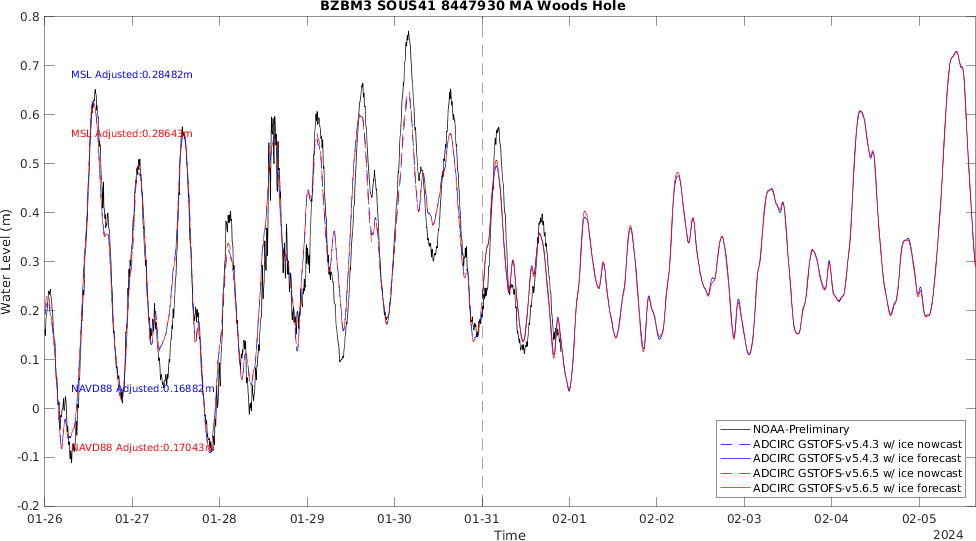 BZBM3 SOUS41 8447930 MA Woods Hole
0.8
0.7
0.6
0.5
0.4
0.3
0.2
0.1
0
-0.1
-0.2
Water Level (m)
MSL Adjusted:0.28482m
MSL Adjusted:0.28643m
NAVD88 Adjusted:0.16882m
NAVD88 Adjusted:0.17043m
NOAA-Preliminary
ADCIRC GSTOFS-v5.4.3 w/ ice nowcast
ADCIRC GSTOFS-v5.4.3 w/ ice forecast
ADCIRC GSTOFS-v5.6.5 w/ ice nowcast
ADCIRC GSTOFS-v5.6.5 w/ ice forecast
01-26 01-27 01-28 01-29 01-30 01-31 02-01 02-02 02-03 02-04 02-05
Time
2024